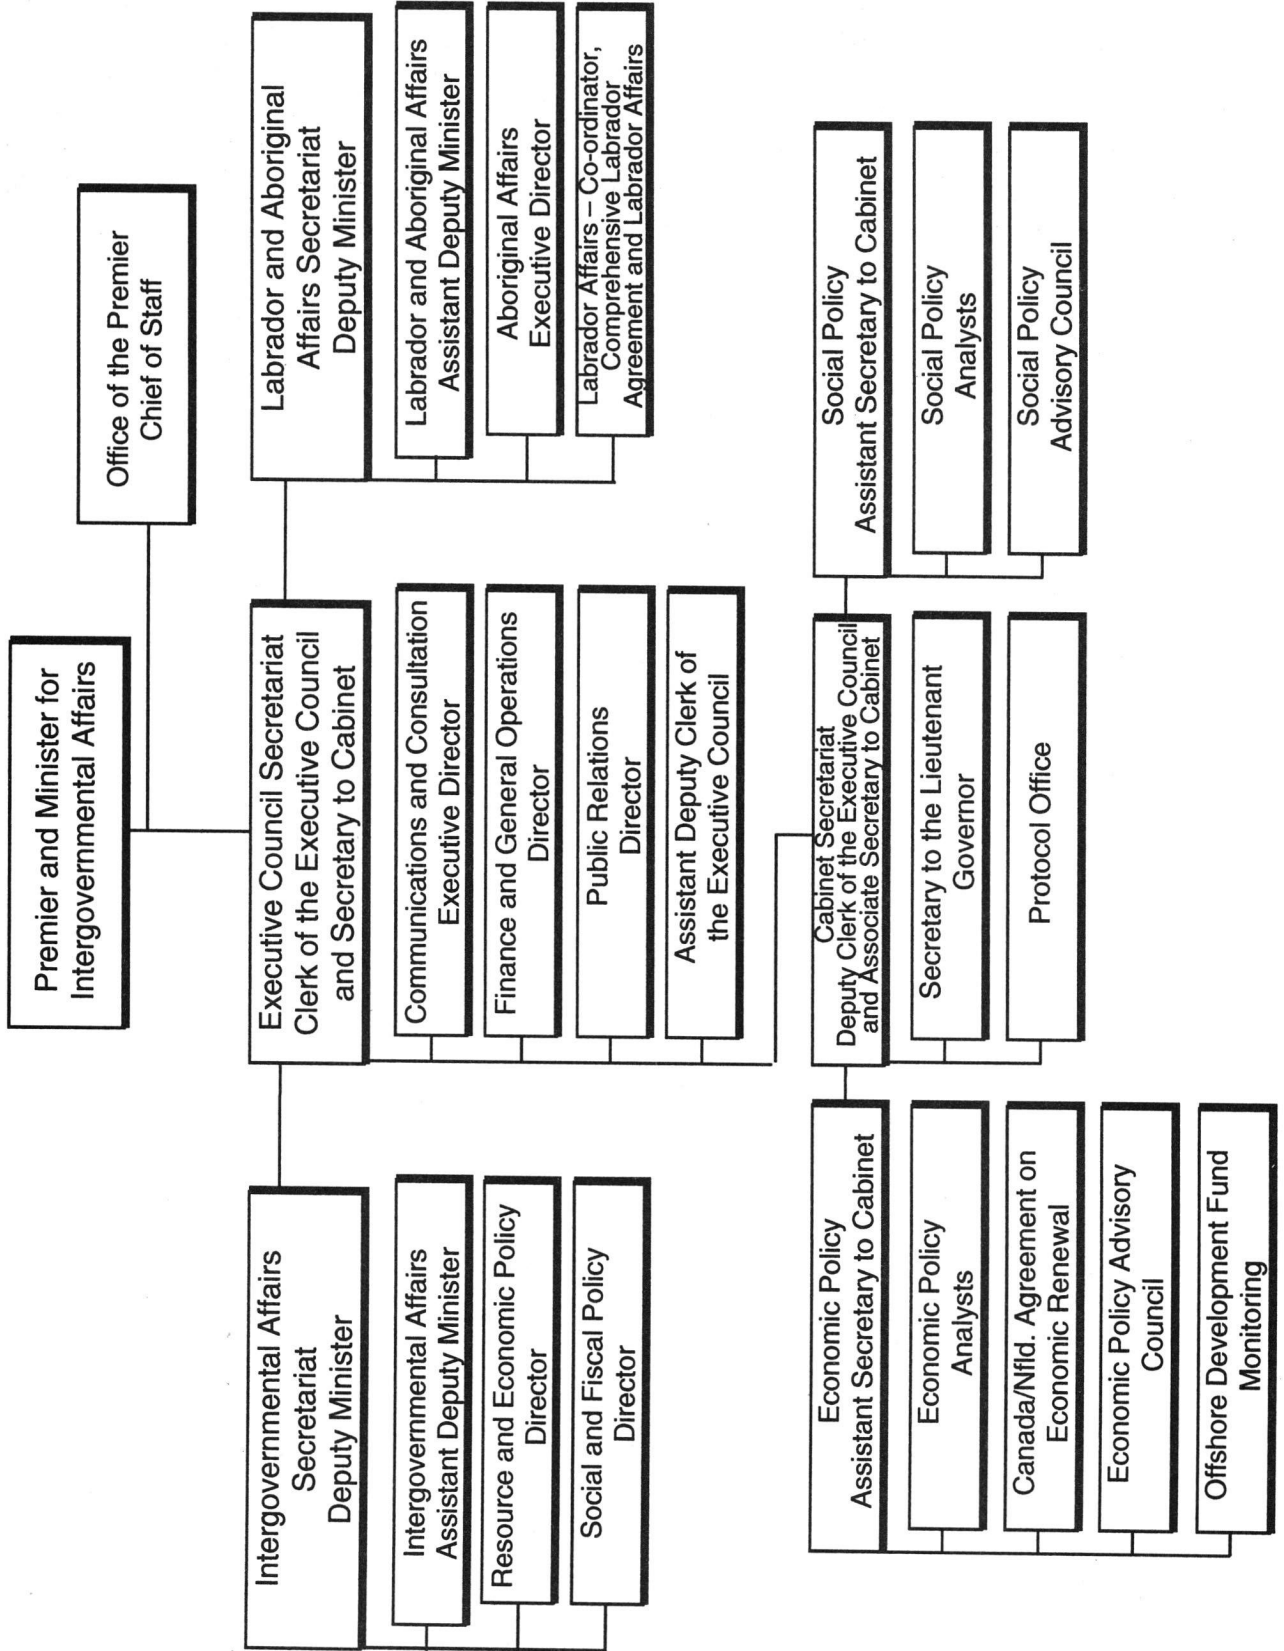 Premier and Minister for
Intergovernmental Affairs
Office of the Premier
Chief of Staff
Intergovernmental Affairs
Secretariat
Deputy Minister
Intergovernmental Affairs
Assistant Deputy Minister
Resource and Economic Policy
Director
Social and Fiscal Policy
Director
Executive Council Secretariat
Clerk of the Executive Council
and Secretary to Cabinet
Communications and Consultation
Executive Director
Finance and General Operations
Director
Public Relations
Director
Assistant Deputy Clerk of
the Executive Council
Labrador and Aboriginal
Affairs Secretariat
Deputy Minister
Labrador and Aboriginal Affairs
Assistant Deputy Minister
Aboriginal Affairs
Executive Director
Labrador Affairs – Co-ordinator,
Comprehensive Labrador
Agreement and Labrador Affairs
Economic Policy
Assistant Secretary to Cabinet
Economic Policy
Analysts
Canada/Nfld. Agreement on
Economic Renewal
Economic Policy Advisory
Council
Offshore Development Fund
Monitoring
Cabinet Secretariat
Deputy Clerk of the Executive Council
and Associate Secretary to Cabinet
Secretary to the Lieutenant
Governor
Protocol Office
Social Policy
Assistant Secretary to Cabinet
Social Policy
Analysts
Social Policy
Advisory Council